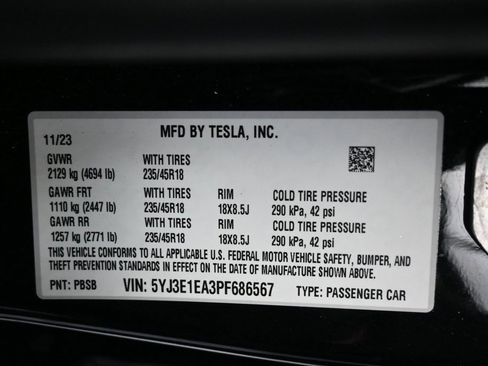 MFD BY TESLA, INC.
11/23
GVWR WITH TIRES
2129 kg (4694 lb) 235/45R18
GAWR FRT WITH TIRES RIM COLD TIRE PRESSURE
1110 kg (2447 lb) 235/45R18 18X8.5J 290 kPa, 42 psi
GAWR RR WITH TIRES RIM COLD TIRE PRESSURE
1257 kg (2771 lb) 235/45R18 18X8.5J 290 kPa, 42 psi
THIS VEHICLE CONFORMS TO ALL APPLICABLE U.S. FEDERAL MOTOR VEHICLE SAFETY, BUMPER, AND
THEFT PREVENTION STANDARDS IN EFFECT ON THE DATE OF MANUFACTURE SHOWN ABOVE.
PNT: PBSB VIN: 5YJ3E1EA3PF686567 TYPE: PASSENGER CAR